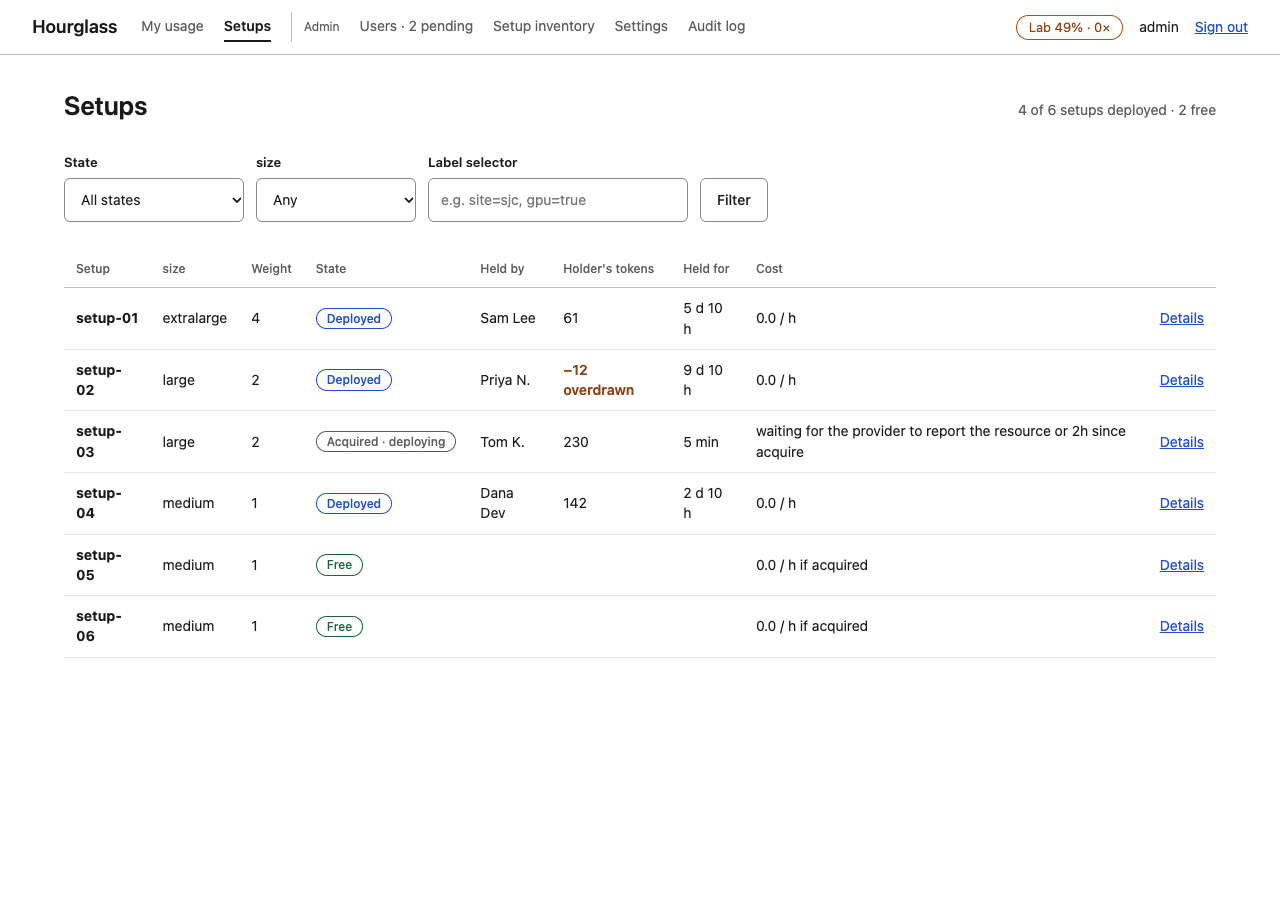 Hourglass My usage Setups Admin Users · 2 pending Setup inventory Settings Audit log Lab 49% · 0× admin Sign out
Setups
4 of 6 setups deployed · 2 free
State size Label selector
All states Any e.g. site=sjc, gpu=true Filter
Setup size Weight State Held by Holder's tokens Held for Cost
setup-01 extralarge 4 Deployed Sam Lee 61 5 d 10
h 0.0 / h Details
setup-
02 large 2 Deployed Priya N. −12
overdrawn 9 d 10
h 0.0 / h Details
setup-
03 large 2 Acquired · deploying Tom K. 230 5 min waiting for the provider to report the resource or 2h since
acquire Details
setup-
04 medium 1 Deployed Dana
Dev 142 2 d 10
h 0.0 / h Details
setup-
05 medium 1 Free 0.0 / h if acquired Details
setup-
06 medium 1 Free 0.0 / h if acquired Details